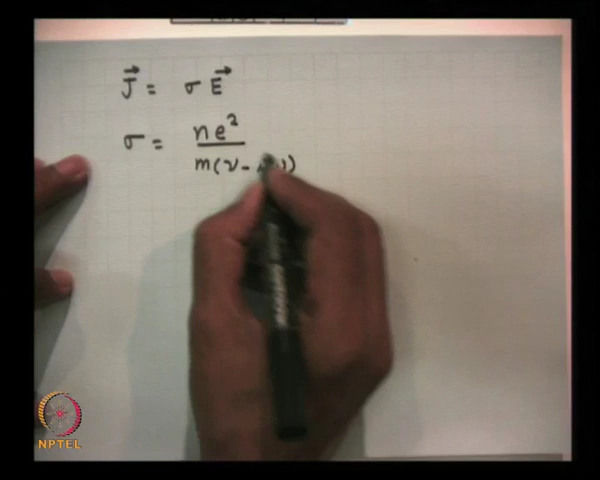 J⃗ = σ E⃗
σ = ne²
m(ν -
NPTEL